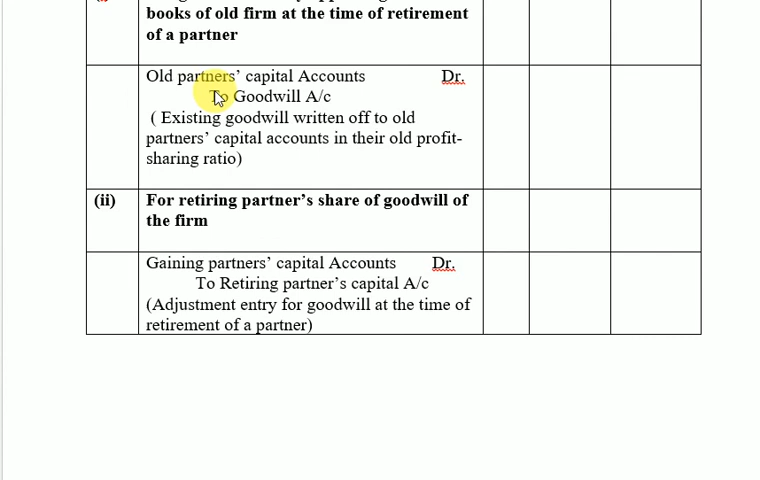 books of old firm at the time of retirement
of a partner
Old partners’ capital Accounts Dr.
To Goodwill A/c
( Existing goodwill written off to old
partners’ capital accounts in their old profit-
sharing ratio)
(ii) For retiring partner’s share of goodwill of
the firm
Gaining partners’ capital Accounts Dr.
To Retiring partner’s capital A/c
(Adjustment entry for goodwill at the time of
retirement of a partner)